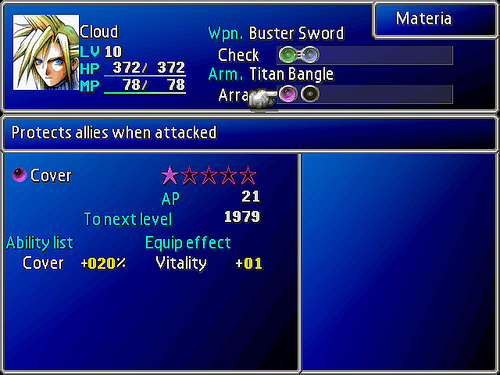 Materia
Cloud
LV 10
HP 372/ 372
MP 78/ 78
Wpn. Buster Sword
Check
Arm. Titan Bangle
Arra
Protects allies when attacked
Cover
AP 21
To next level 1979
Ability list Equip effect
Cover +020% Vitality +01